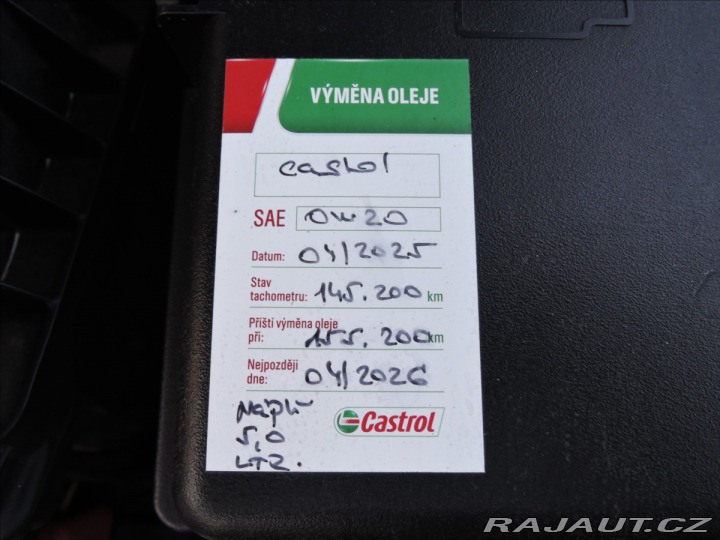 VÝMĚNA OLEJE
castrol
SAE 0w20
Datum: 04/2025
Stav
tachometru: 145.200 km
Příští výměna oleje
při: 155.200 km
Nejpozději
dne: 04/2026
Náplň
5,0
LTR.
Castrol
RAJAUT.CZ